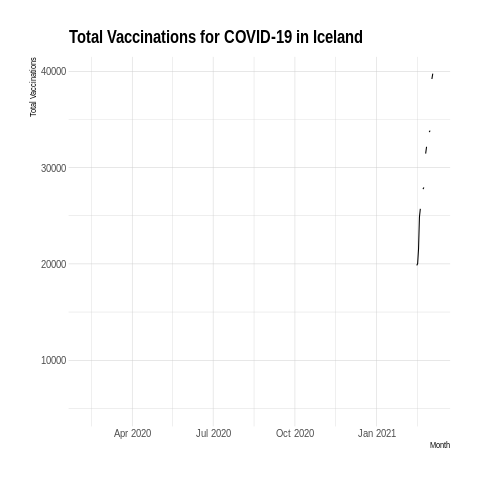 Total Vaccinations for COVID-19 in Iceland
Total Vaccinations
40000
30000
20000
10000
Apr 2020 Jul 2020 Oct 2020 Jan 2021
Month